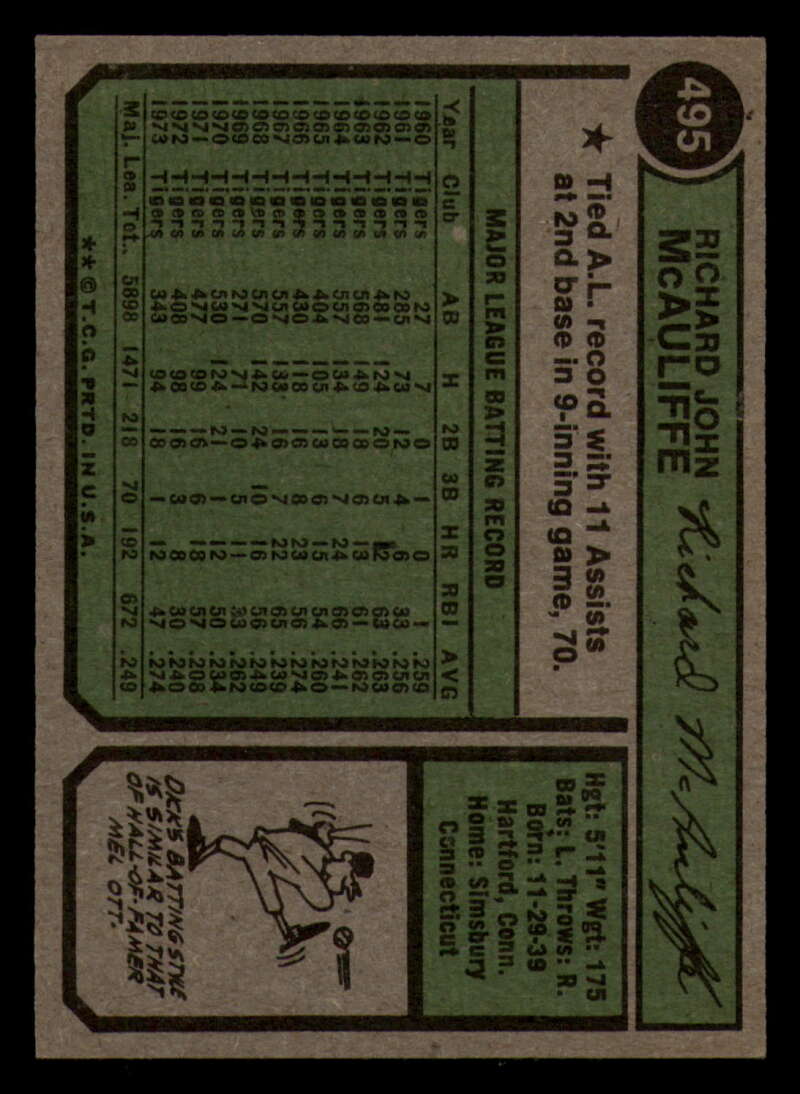 495
RICHARD JOHN
McAULIFFE
Richard McAuliffe
★ Tied A.L. record with 11 Assists
at 2nd base in 9-inning game, 70.
MAJOR LEAGUE BATTING RECORD
Year Club AB H 2B 3B HR RBI AVG
1960 Tigers 27 7 0 1 0 1 .259
1961 Tigers 285 73 12 4 6 33 .256
1962 Tigers 481 124 20 5 12 63 .263
1963 Tigers 568 149 18 6 13 61 .262
1964 Tigers 557 134 18 7 24 66 .241
1965 Tigers 404 105 13 6 15 54 .260
1966 Tigers 430 118 16 8 23 56 .274
1967 Tigers 557 133 16 7 22 65 .239
1968 Tigers 570 142 24 10 16 56 .249
1969 Tigers 271 71 10 5 11 33 .262
1970 Tigers 530 124 21 1 12 50 .234
1971 Tigers 477 99 16 6 18 57 .208
1972 Tigers 408 98 16 3 8 30 .240
1973 Tigers 343 94 18 1 12 47 .274
Maj. Lea. Tot. 5898 1471 218 70 192 672 .249
**©T.C.G. PRTD. IN U.S.A.
Hgt: 5'11" Wgt: 175
Bats: L. Throws: R.
Born: 11-29-39
Hartford, Conn.
Home: Simsbury
Connecticut
DICK'S BATTING STYLE
IS SIMILAR TO THAT
OF HALL-OF-FAMER
MEL OTT.